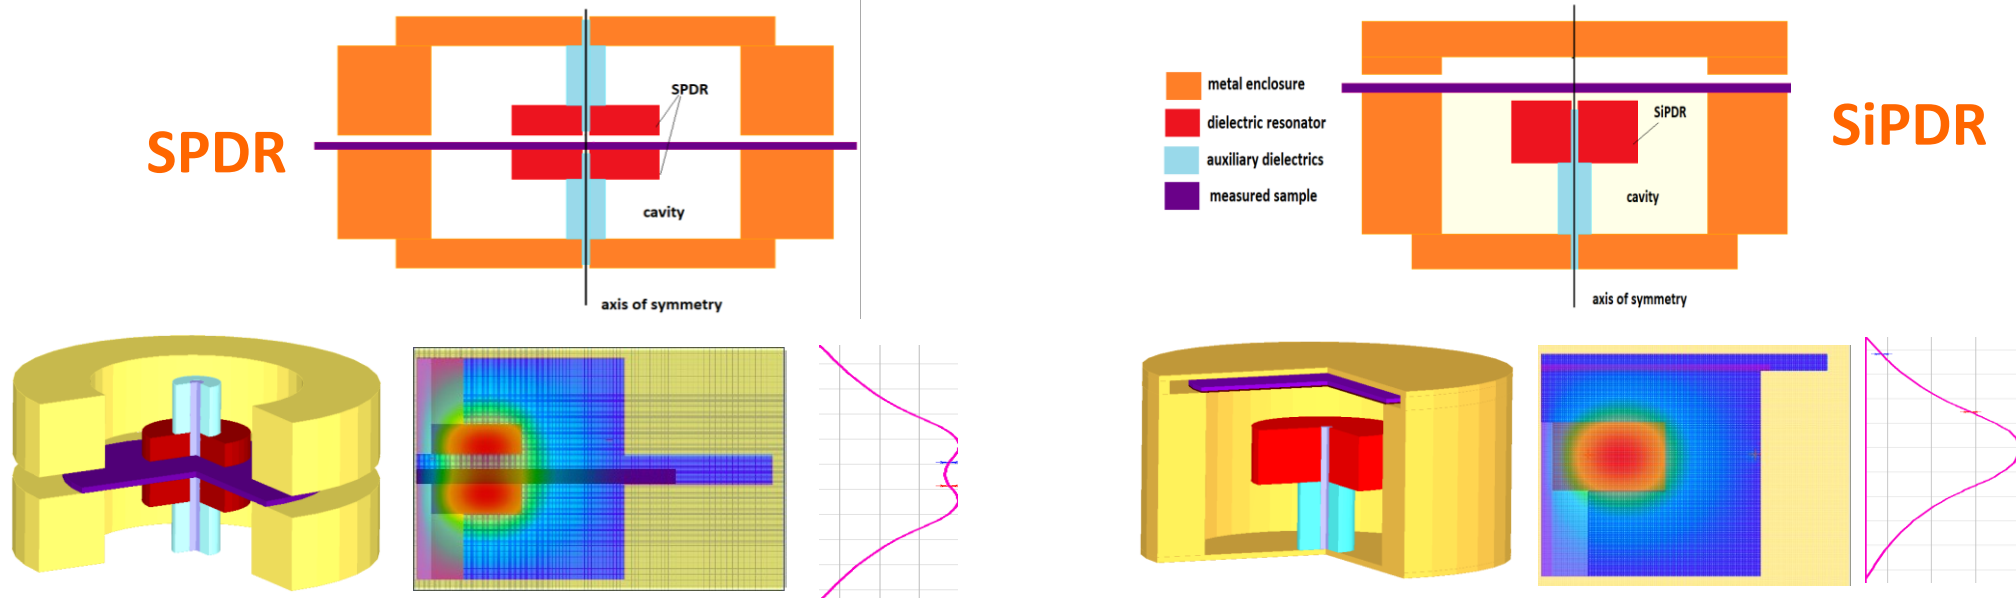 SPDR
SPDR
cavity
axis of symmetry
metal enclosure
dielectric resonator
auxiliary dielectrics
measured sample
SiPDR
cavity
axis of symmetry
SiPDR